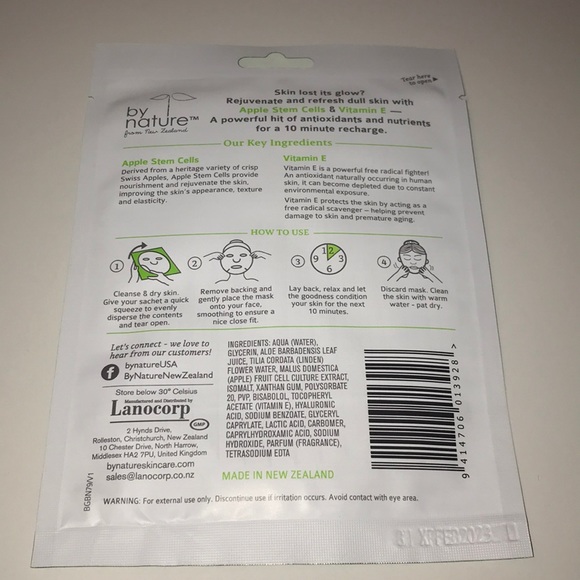 Tear here
to open
by
nature™
from New Zealand
Skin lost its glow?
Rejuvenate and refresh dull skin with
Apple Stem Cells & Vitamin E —
A powerful hit of antioxidants and nutrients
for a 10 minute recharge.
Our Key Ingredients
Apple Stem Cells
Derived from a heritage variety of crisp
Swiss Apples, Apple Stem Cells provide
nourishment and rejuvenate the skin,
improving the skin's appearance, texture
and elasticity.
Vitamin E
Vitamin E is a powerful free radical fighter!
An antioxidant naturally occurring in human
skin, it can become depleted due to constant
environmental exposure.
Vitamin E protects the skin by acting as a
free radical scavenger – helping prevent
damage to skin and premature aging.
HOW TO USE
1
Cleanse & dry skin.
Give your sachet a quick
squeeze to evenly
disperse the contents
and tear open.
2
Remove backing and
gently place the mask
onto your face,
smoothing to ensure a
nice close fit.
3
12
9 3
6
Lay back, relax and let
the goodness condition
your skin for the next
10 minutes.
4
Discard mask. Clean
the skin with warm
water - pat dry.
Let's connect - we love to
hear from our customers!
bynatureUSA
ByNatureNewZealand
Store below 30° Celsius
Manufactured and Distributed by
Lanocorp
GMP
2 Hynds Drive,
Rolleston, Christchurch, New Zealand
10 Chester Drive, North Harrow,
Middlesex HA2 7PU, United Kingdom
bynatureskincare.com
sales@lanocorp.co.nz
INGREDIENTS: AQUA (WATER),
GLYCERIN, ALOE BARBADENSIS LEAF
JUICE, TILIA CORDATA (LINDEN)
FLOWER WATER, MALUS DOMESTICA
(APPLE) FRUIT CELL CULTURE EXTRACT,
ISOMALT, XANTHAN GUM, POLYSORBATE
20, PVP, BISABOLOL, TOCOPHERYL
ACETATE (VITAMIN E), HYALURONIC
ACID, SODIUM BENZOATE, GLYCERYL
CAPRYLATE, LACTIC ACID, CARBOMER,
CAPRYLHYDROXAMIC ACID, SODIUM
HYDROXIDE, PARFUM (FRAGRANCE),
TETRASODIUM EDTA
MADE IN NEW ZEALAND
9 414706 013928 >
BGBN79/V1
WARNING: For external use only. Discontinue use if irritation occurs. Avoid contact with eye area.